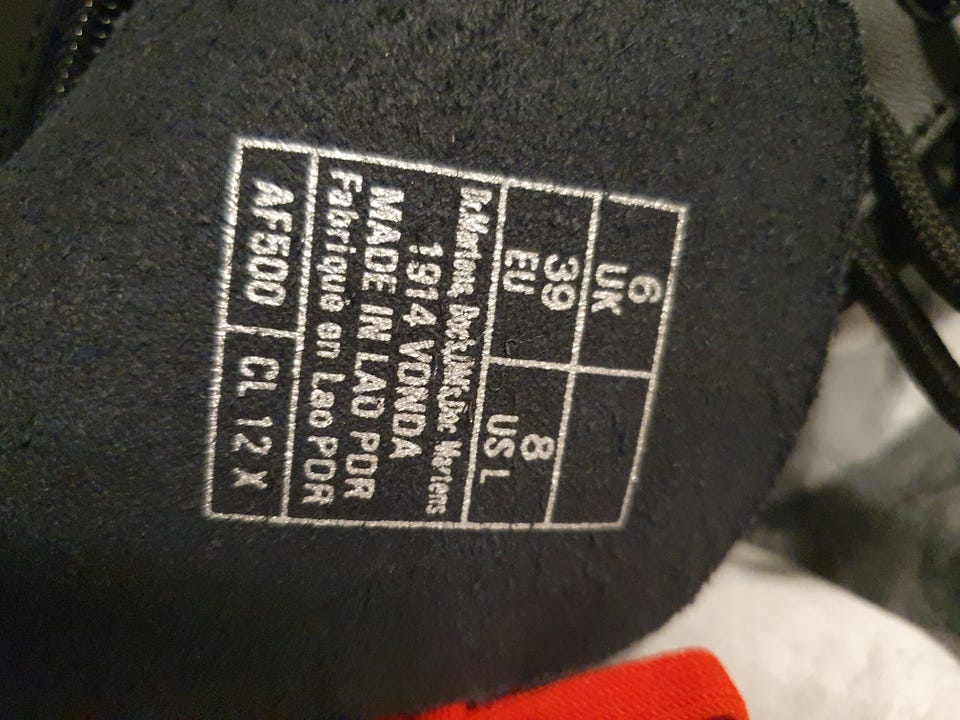 6
UK
39
EU
8
US L
1914 VONDA
MADE IN LAO PDR
Fabriqué en Lao PDR
AF500 CL 12 X